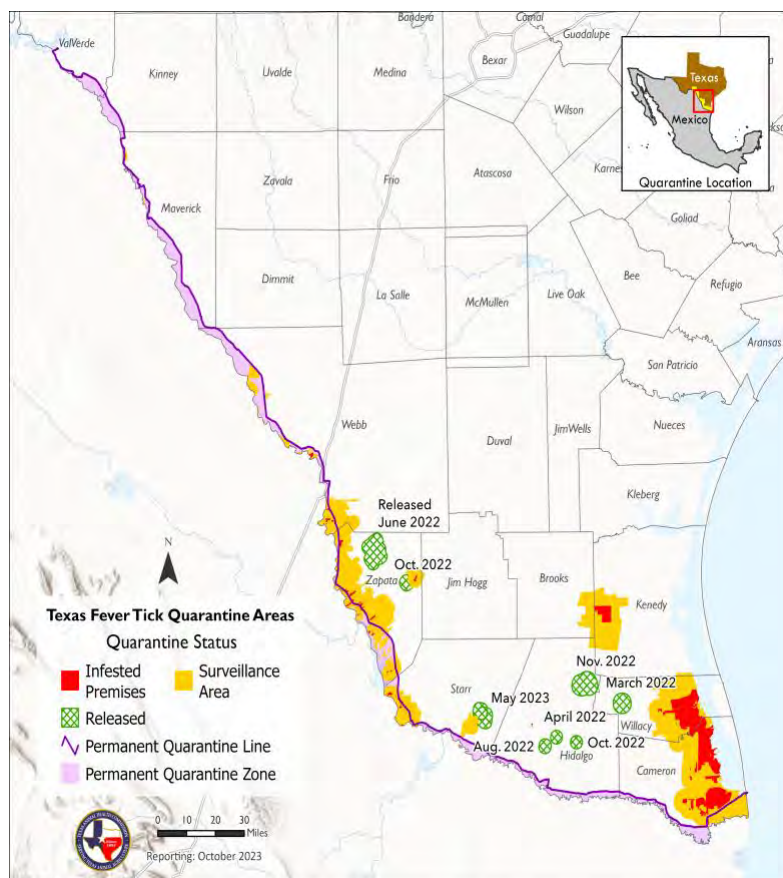 Bandera
Comal
Caldwell
Guadalupe
ValVerde
Kinney
Uvalde
Medina
Bexar
Wilson
Texas
Mexico
Quarantine Location
Zavala
Frio
Atascosa
Karnes
Maverick
Goliad
Dimmit
La Salle
McMullen
Live Oak
Bee
Refugio
Aransas
San Patricio
Webb
Duval
JimWells
Nueces
Kleberg
Released
June 2022
N
Oct. 2022
Zapata
Jim Hogg
Brooks
Kenedy
Texas Fever Tick Quarantine Areas
Quarantine Status
Infested
Premises
Surveillance
Area
Released
Permanent Quarantine Line
Permanent Quarantine Zone
Nov. 2022
March 2022
Starr
May 2023
April 2022
Willacy
Aug. 2022
Oct. 2022
Hidalgo
Cameron
0 10 20 30
Miles
Reporting: October 2023